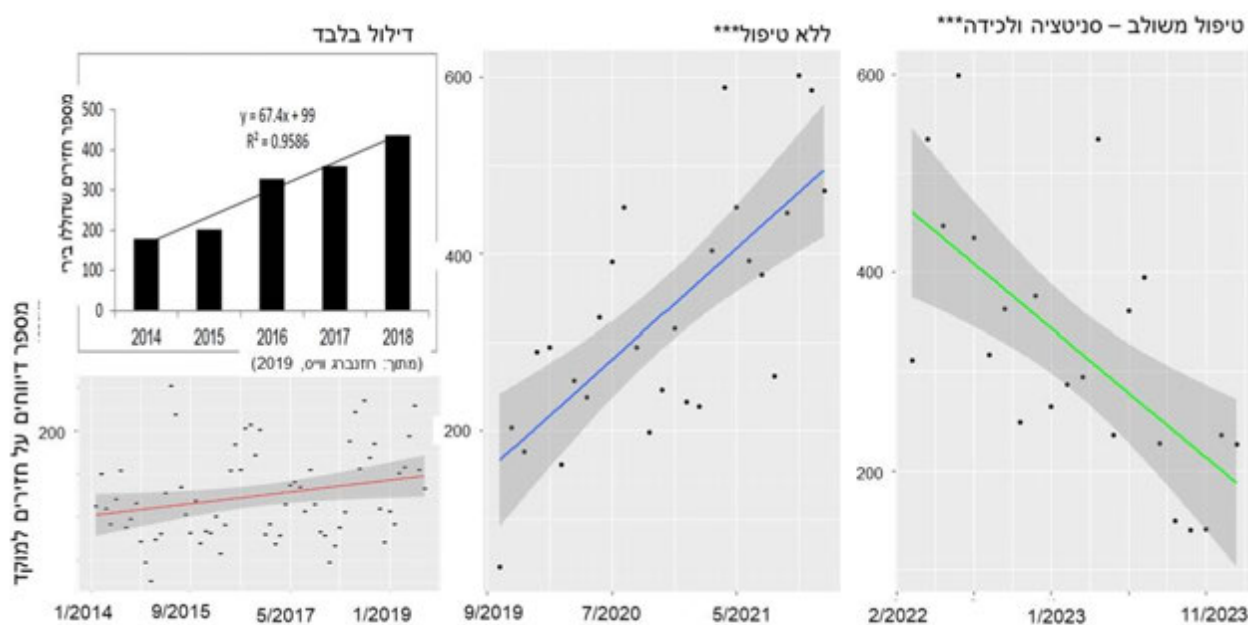 דילול בלבד
מספר חזירים שדוללו בירי
500
400
300
200
100
0
y = 67.4x + 99
R² = 0.9586
2014 2015 2016 2017 2018
(מתוך: רוזנברג ווייס, 2019)
מספר דיווחים על חזירים למוקד
200
1/2014 9/2015 5/2017 1/2019
ללא טיפול***
600
400
200
9/2019 7/2020 5/2021
טיפול משולב – סניטציה ולכידה***
600
400
200
2/2022 1/2023 11/2023